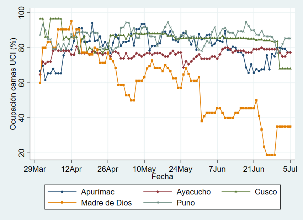 Ocupación camas UCI (%)
100
80
60
40
20
29Mar 12Apr 26Apr 10May 24May 7Jun 21Jun 5Jul
Fecha
Apurimac Ayacucho Cusco
Madre de Dios Puno